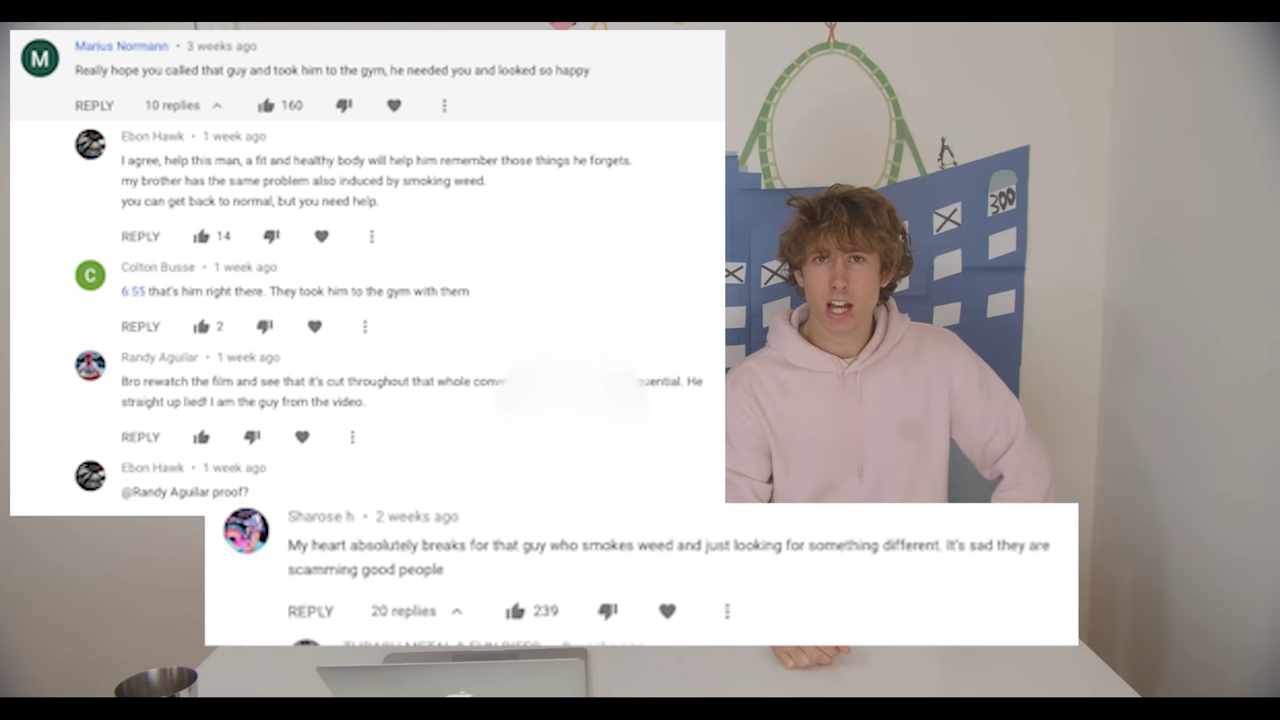 Marius Normann • 3 weeks ago
Really hope you called that guy and took him to the gym, he needed you and looked so happy
REPLY 10 replies 160
Ebon Hawk • 1 week ago
I agree, help this man, a fit and healthy body will help him remember those things he forgets.
my brother has the same problem also induced by smoking weed.
you can get back to normal, but you need help.
REPLY 14
C
Colton Busse • 1 week ago
6:55 that's him right there. They took him to the gym with them
REPLY 2
Randy Aguilar • 1 week ago
Bro rewatch the film and see that it's cut throughout that whole He
straight up lied! I am the guy from the video.
REPLY
Ebon Hawk • 1 week ago
@Randy Aguilar proof?
Sharose h • 2 weeks ago
My heart absolutely breaks for that guy who smokes weed and just looking for something different. It's sad they are
scamming good people
REPLY 20 replies 239
M
300